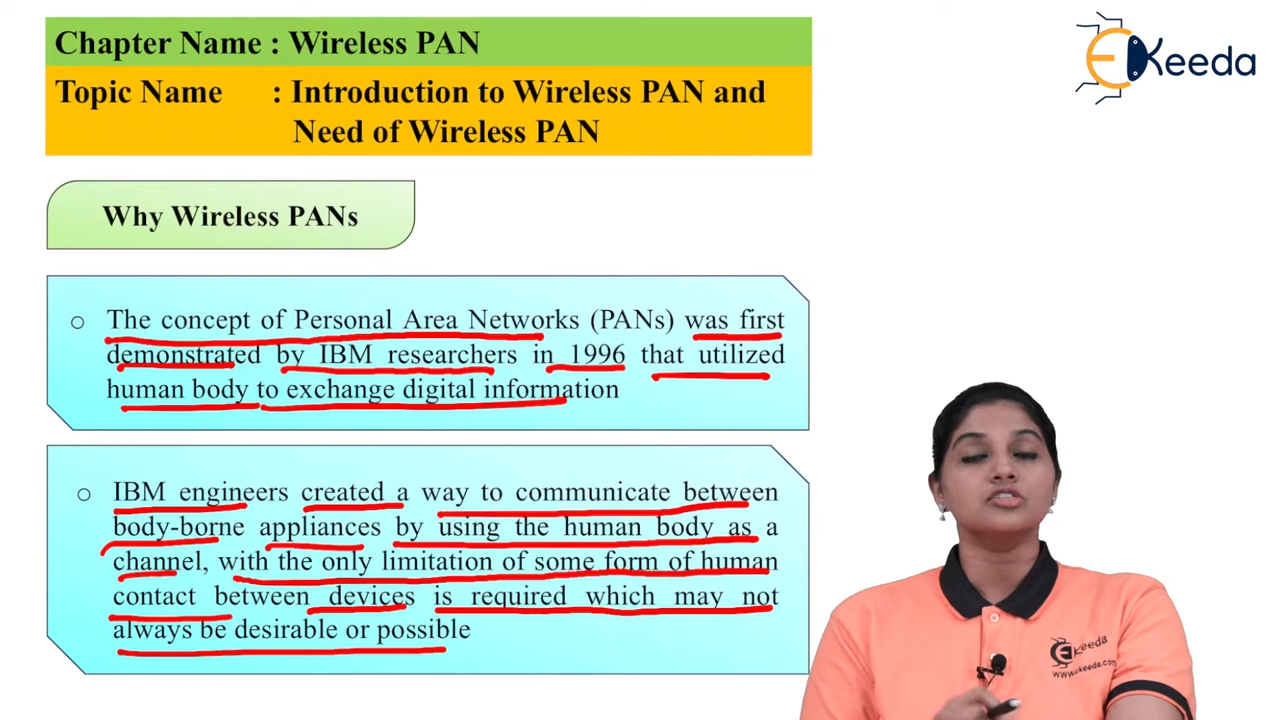 Chapter Name : Wireless PAN
Topic Name : Introduction to Wireless PAN and
Need of Wireless PAN
EKeeda
Why Wireless PANs
The concept of Personal Area Networks (PANs) was first
demonstrated by IBM researchers in 1996 that utilized
human body to exchange digital information
IBM engineers created a way to communicate between
body-borne appliances by using the human body as a
channel, with the only limitation of some form of human
contact between devices is required which may not
always be desirable or possible
EKeeda
www.ekeeda.com